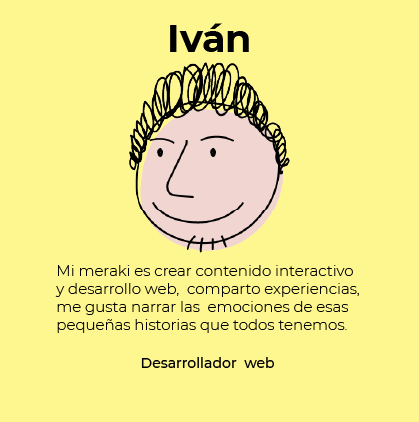 Iván
Mi meraki es crear contenido interactivo
y desarrollo web, comparto experiencias,
me gusta narrar las emociones de esas
pequeñas historias que todos tenemos.
Desarrollador web